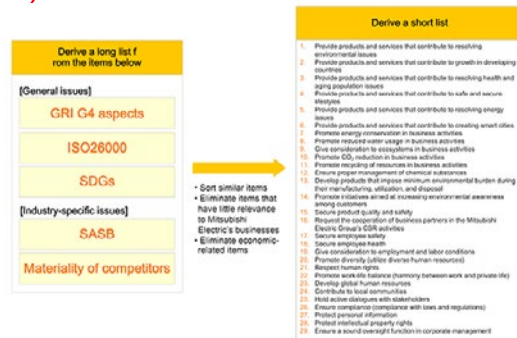 Derive a long list f
rom the items below
[General issues]
GRI G4 aspects
ISO26000
SDGs
[Industry-specific issues]
SASB
Materiality of competitors
• Sort similar items
• Eliminate items that
have little relevance
to Mitsubishi
Electric's businesses
• Eliminate economic-
related items
Derive a short list
1. Provide products and services that contribute to resolving
environmental issues
2. Provide products and services that contribute to growth in developing
countries
3. Provide products and services that contribute to resolving health and
aging population issues
4. Provide products and services that contribute to safe and secure
lifestyles
5. Provide products and services that contribute to resolving energy
issues
6. Provide products and services that contribute to creating smart cities
7. Promote energy conservation in business activities
8. Promote reduced water usage in business activities
9. Give consideration to ecosystems in business activities
10. Promote CO₂ reduction in business activities
11. Promote recycling of resources in business activities
12. Ensure proper management of chemical substances
13. Develop products that impose minimum environmental burden during
their manufacturing, utilization, and disposal
14. Promote initiatives aimed at increasing environmental awareness
among customers
15. Secure product quality and safety
16. Request the cooperation of business partners in the Mitsubishi
Electric Group's CSR activities
17. Secure employee safety
18. Secure employee health
19. Give consideration to employment and labor conditions
20. Promote diversity (utilize diverse human resources)
21. Respect human rights
22. Promote work-life balance (harmony between work and private life)
23. Develop global human resources
24. Contribute to local communities
25. Hold active dialogues with stakeholders
26. Ensure compliance (compliance with laws and regulations)
27. Protect personal information
28. Protect intellectual property rights
29. Ensure a sound oversight function in corporate management